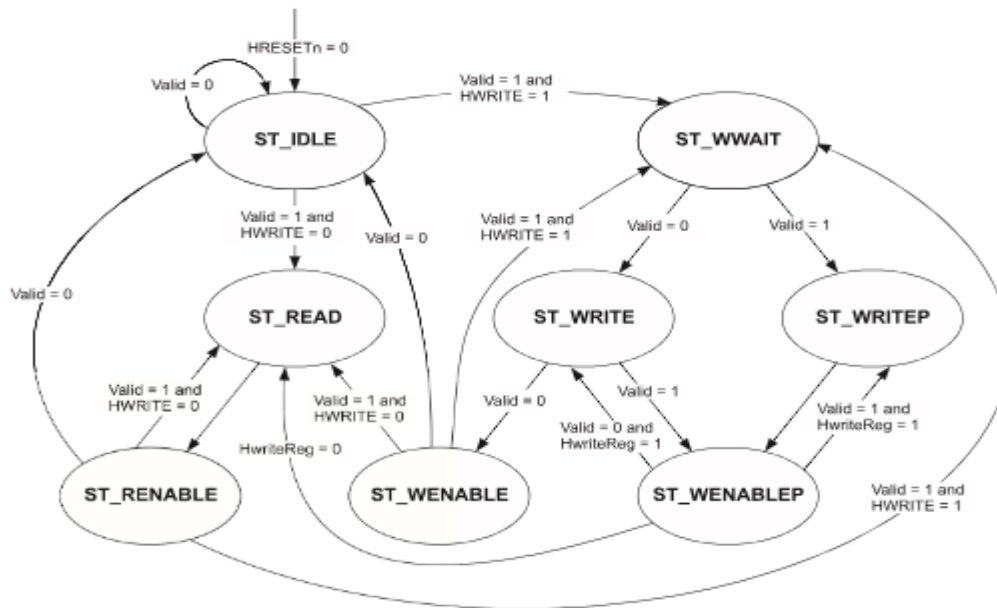 HRESETn = 0
Valid = 0
Valid = 1 and
HWRITE = 1
ST_IDLE
ST_WWAIT
Valid = 1 and
HWRITE = 0
Valid = 0
Valid = 1 and
HWRITE = 1
Valid = 0
Valid = 1
Valid = 0
ST_READ
ST_WRITE
ST_WRITEP
Valid = 1 and
HWRITE = 0
HwriteReg = 0
Valid = 1 and
HWRITE = 0
Valid = 0
Valid = 1
Valid = 0 and
HwriteReg = 1
Valid = 1 and
HwriteReg = 1
ST_RENABLE
ST_WENABLE
ST_WENABLEP
Valid = 1 and
HWRITE = 1